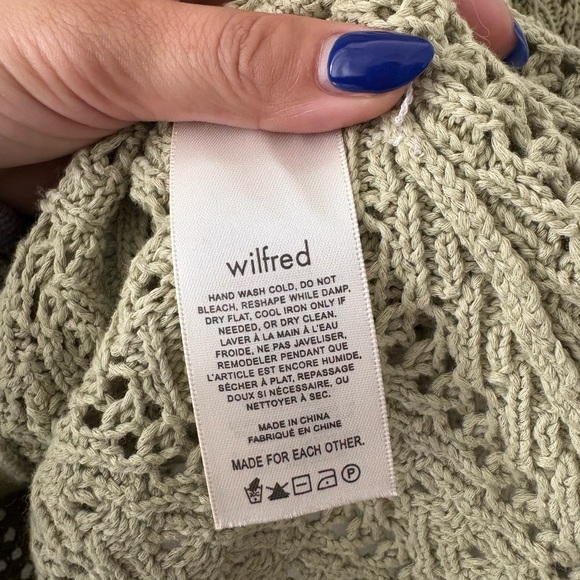 wilfred
HAND WASH COLD, DO NOT
BLEACH, RESHAPE WHILE DAMP,
DRY FLAT, COOL IRON ONLY IF
NEEDED, OR DRY CLEAN.
LAVER À LA MAIN À L'EAU
FROIDE, NE PAS JAVELISER,
REMODELER PENDANT QUE
L'ARTICLE EST ENCORE HUMIDE,
SÉCHER À PLAT, REPASSAGE
DOUX SI NÉCESSAIRE, OU
NETTOYER À SEC.
MADE IN CHINA
FABRIQUÉ EN CHINE
MADE FOR EACH OTHER.
P